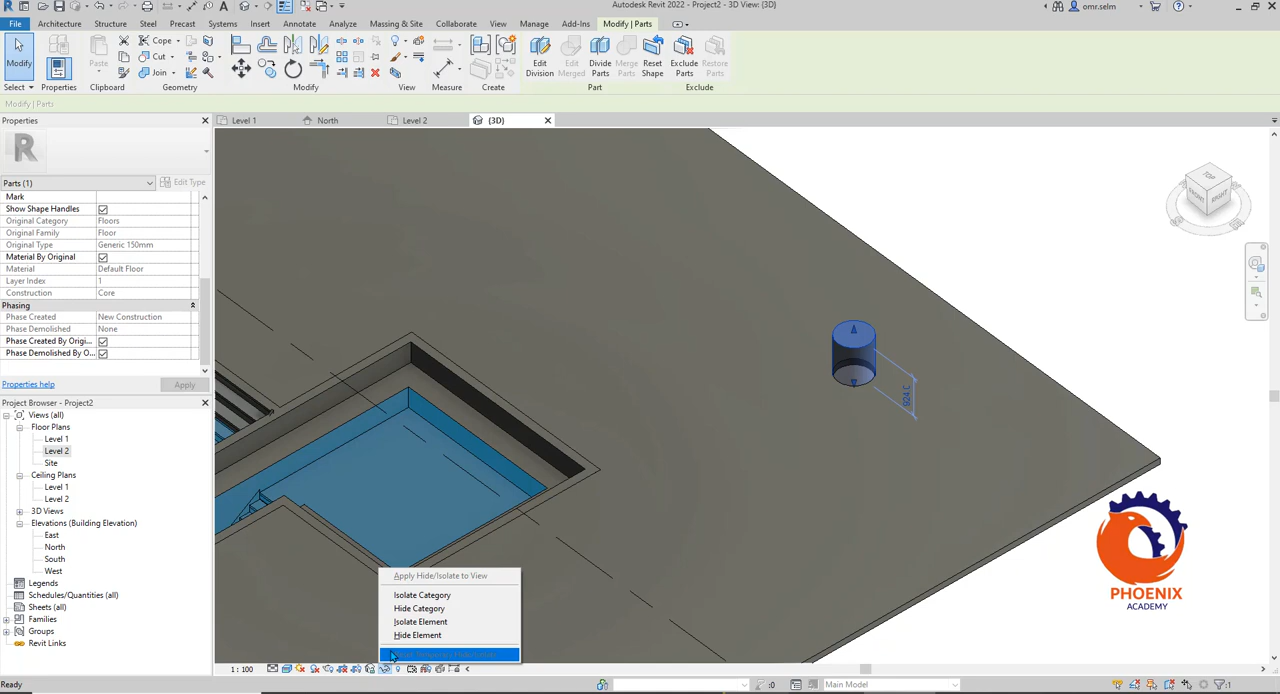 Autodesk Revit 2022 - Project2 - 3D View: {3D}
omr.selm
File Architecture Structure Steel Precast Systems Insert Annotate Analyze Massing & Site Collaborate View Manage Add-Ins Modify | Parts
Modify
Paste
Cope
Cut
Join
Edit Division
Edit Merged
Divide Parts
Merge Parts
Reset Shape
Exclude Parts
Restore Parts
Select Properties Clipboard Geometry Modify View Measure Create Part Exclude
Modify | Parts
Properties
Level 1 North Level 2 {3D}
Parts (1) Edit Type
Mark
Show Shape Handles
Original Category Floors
Original Family Floor
Original Type Generic 150mm
Material By Original
Material Default Floor
Layer Index 1
Construction Core
Phasing
Phase Created New Construction
Phase Demolished None
Phase Created By Origi...
Phase Demolished By O...
Properties help Apply
Project Browser - Project2
Views (all)
Floor Plans
Level 1
Level 2
Site
Ceiling Plans
Level 1
Level 2
3D Views
Elevations (Building Elevation)
East
North
South
West
Legends
Schedules/Quantities (all)
Sheets (all)
Families
Groups
Revit Links
TOP
FRONT
PHOENIX
ACADEMY
Apply Hide/Isolate to View
Isolate Category
Hide Category
Isolate Element
Hide Element
1 : 100
Ready
:0
Main Model
:1